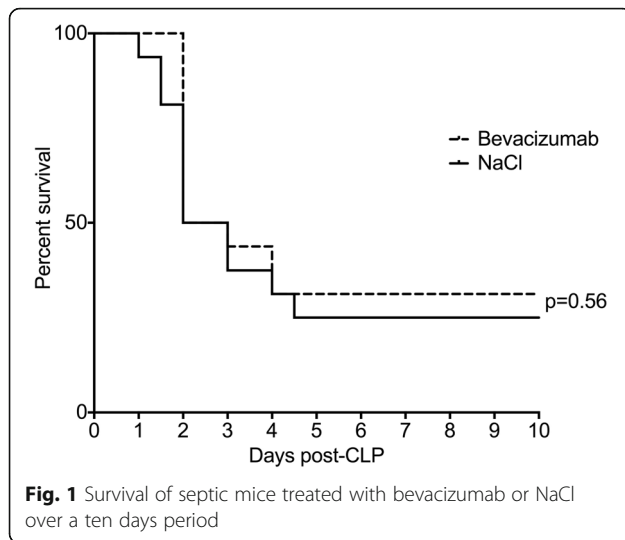 100
50
0
Percent survival
Bevacizumab
NaCl
p=0.56
0 1 2 3 4 5 6 7 8 9 10
Days post-CLP
Fig. 1 Survival of septic mice treated with bevacizumab or NaCl
over a ten days period